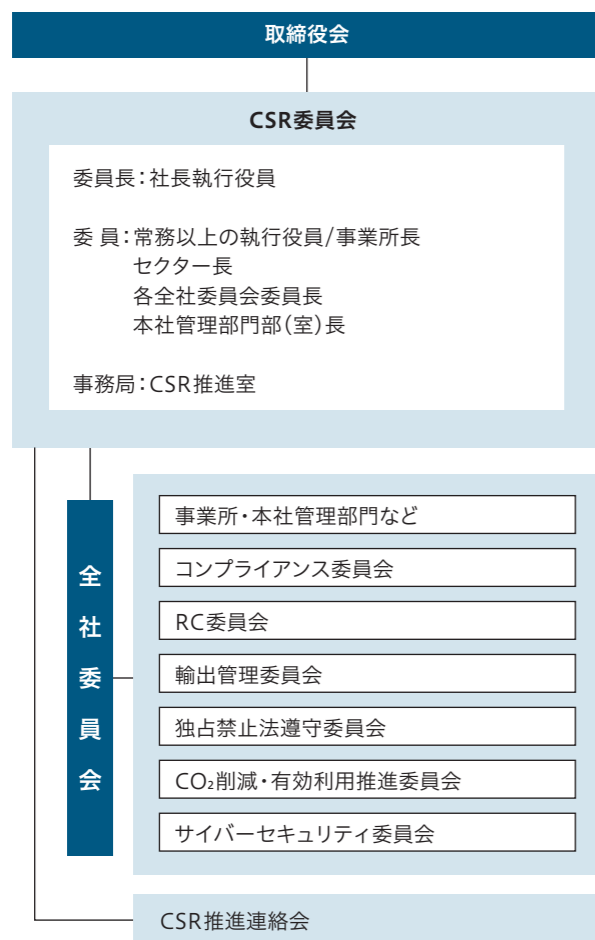 取締役会
CSR委員会
委員長：社長執行役員
委 員：常務以上の執行役員/事業所長
セクター長
各全社委員会委員長
本社管理部門部（室）長
事務局：CSR推進室
全社委員会
事業所・本社管理部門など
コンプライアンス委員会
RC委員会
輸出管理委員会
独占禁止法遵守委員会
CO₂削減・有効利用推進委員会
サイバーセキュリティ委員会
CSR推進連絡会